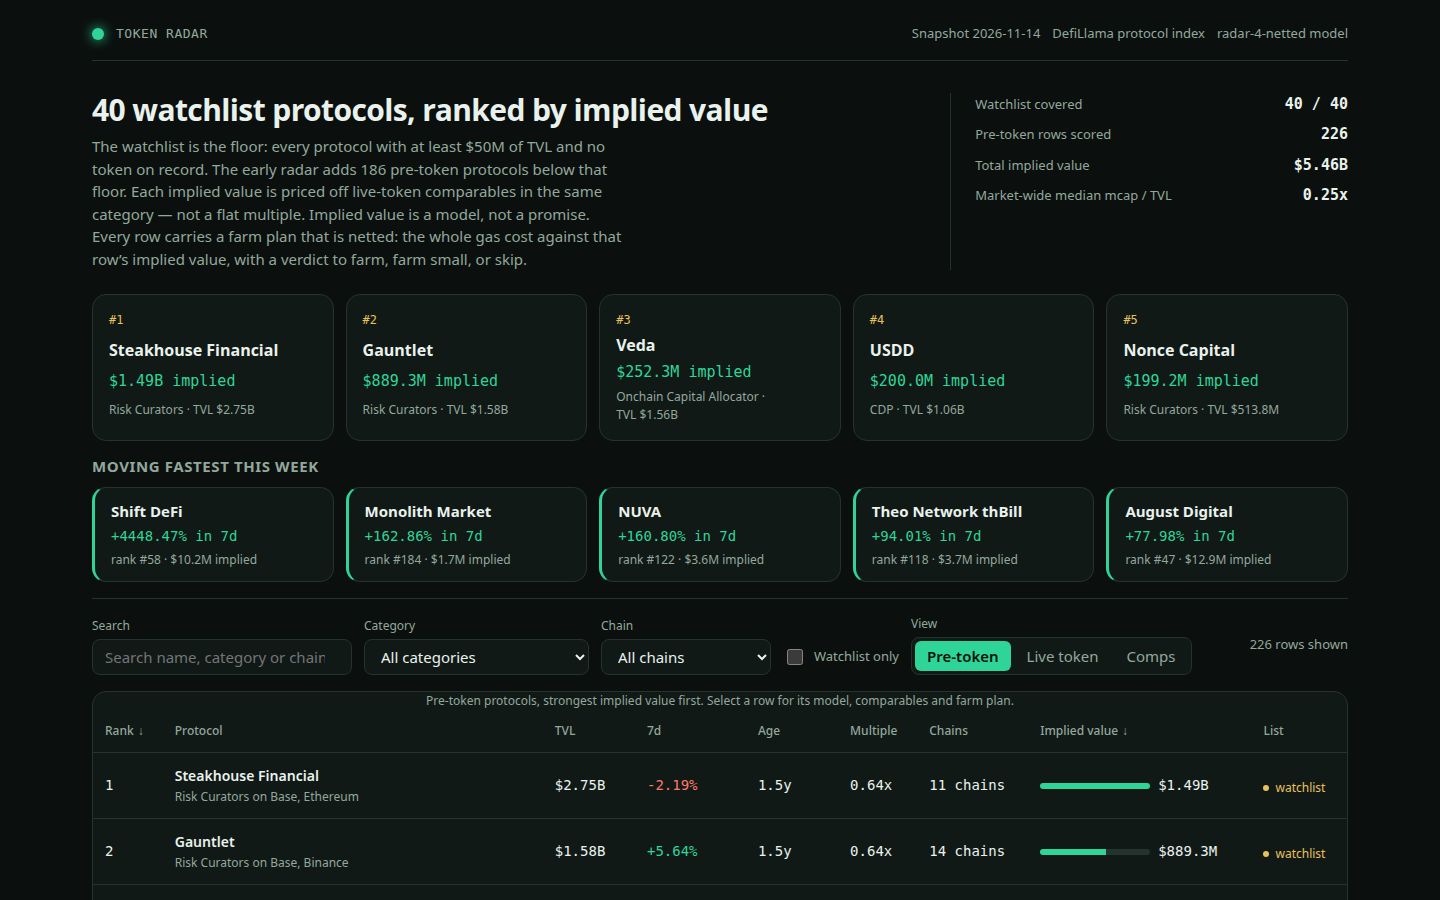 TOKEN RADAR
Snapshot 2026-11-14 DefiLlama protocol index radar-4-netted model
40 watchlist protocols, ranked by implied value
The watchlist is the floor: every protocol with at least $50M of TVL and no
token on record. The early radar adds 186 pre-token protocols below that
floor. Each implied value is priced off live-token comparables in the same
category — not a flat multiple. Implied value is a model, not a promise.
Every row carries a farm plan that is netted: the whole gas cost against that
row's implied value, with a verdict to farm, farm small, or skip.
Watchlist covered 40 / 40
Pre-token rows scored 226
Total implied value $5.46B
Market-wide median mcap / TVL 0.25x
#1
Steakhouse Financial
$1.49B implied
Risk Curators · TVL $2.75B
#2
Gauntlet
$889.3M implied
Risk Curators · TVL $1.58B
#3
Veda
$252.3M implied
Onchain Capital Allocator ·
TVL $1.56B
#4
USDD
$200.0M implied
CDP · TVL $1.06B
#5
Nonce Capital
$199.2M implied
Risk Curators · TVL $513.8M
MOVING FASTEST THIS WEEK
Shift DeFi
+4448.47% in 7d
rank #58 · $10.2M implied
Monolith Market
+162.86% in 7d
rank #184 · $1.7M implied
NUVA
+160.80% in 7d
rank #122 · $3.6M implied
Theo Network thBill
+94.01% in 7d
rank #118 · $3.7M implied
August Digital
+77.98% in 7d
rank #47 · $12.9M implied
Search
Search name, category or chain
Category
All categories
Chain
All chains
Watchlist only
View
Pre-token Live token Comps
226 rows shown
Pre-token protocols, strongest implied value first. Select a row for its model, comparables and farm plan.
Rank ↓ Protocol TVL 7d Age Multiple Chains Implied value ↓ List
1 Steakhouse Financial $2.75B -2.19% 1.5y 0.64x 11 chains $1.49B watchlist
Risk Curators on Base, Ethereum
2 Gauntlet $1.58B +5.64% 1.5y 0.64x 14 chains $889.3M watchlist
Risk Curators on Base, Binance